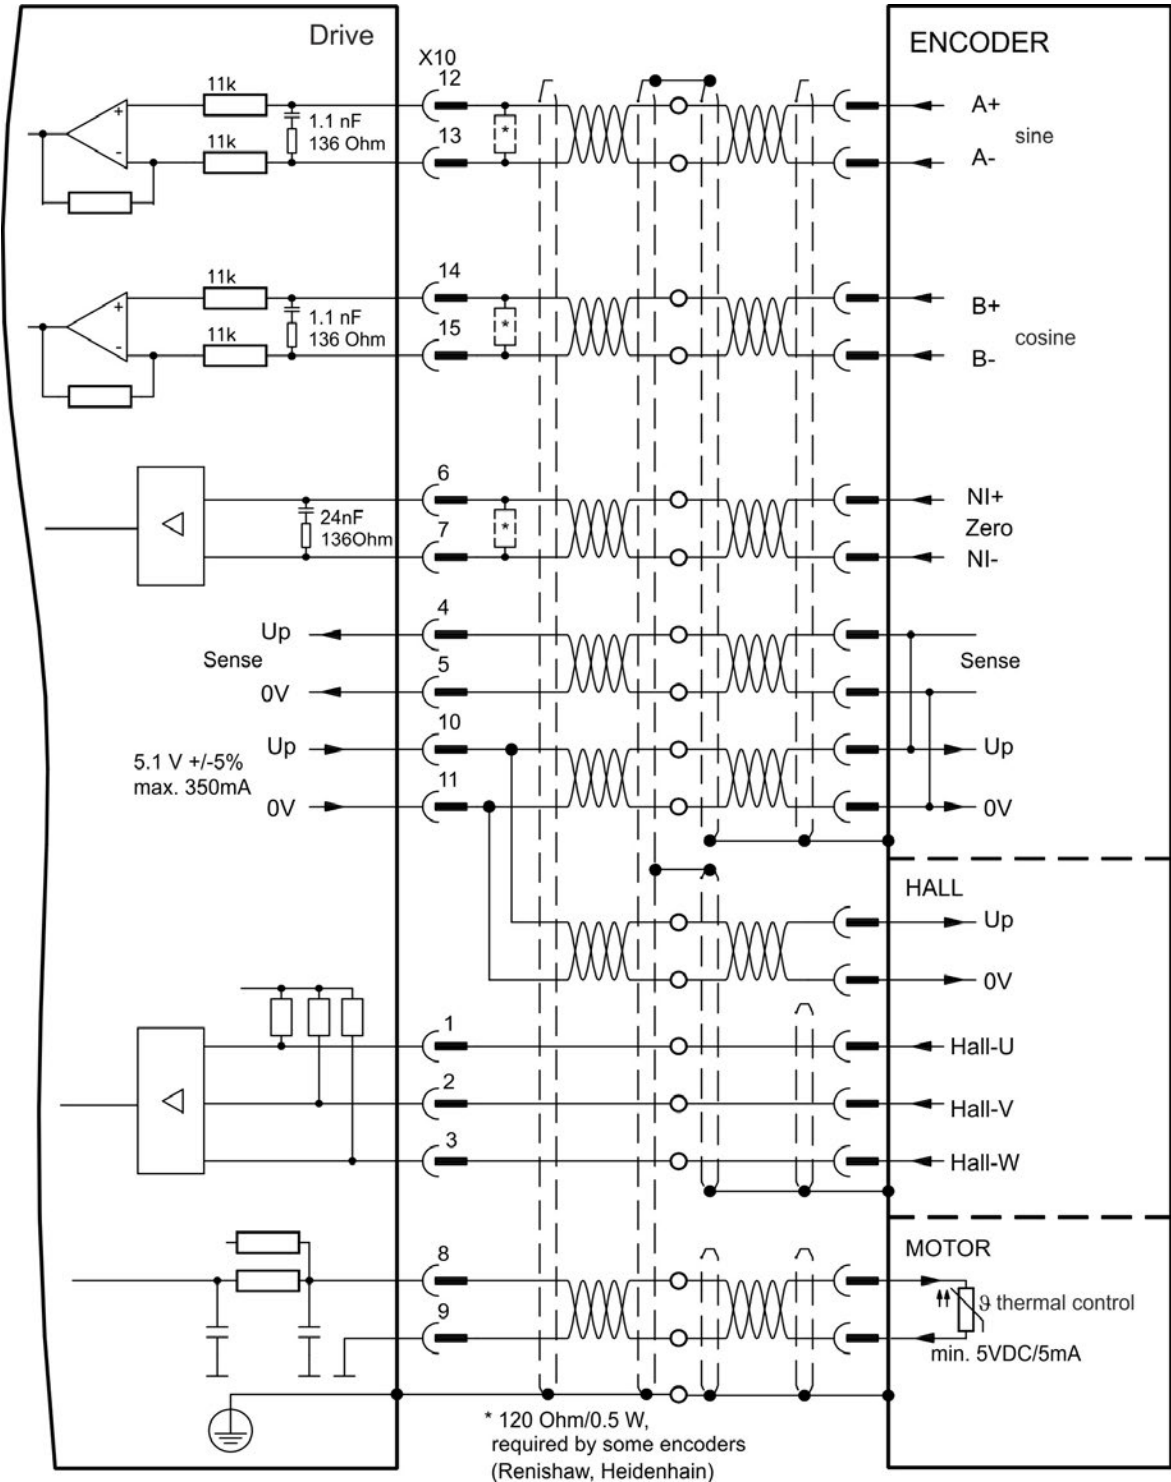 Drive
X10
ENCODER
11k
12
A+
1.1 nF
136 Ohm
*
sine
11k
13
A-
+
-
11k
14
B+
1.1 nF
136 Ohm
*
cosine
11k
15
B-
+
-
6
NI+
24nF
136Ohm
*
Zero
7
NI-
Up
4
Sense
Sense
0V
5
Up
10
Up
5.1 V +/-5%
max. 350mA
0V
11
0V
HALL
Up
0V
1
Hall-U
2
Hall-V
3
Hall-W
MOTOR
8
ϑ thermal control
9
min. 5VDC/5mA
* 120 Ohm/0.5 W,
required by some encoders
(Renishaw, Heidenhain)